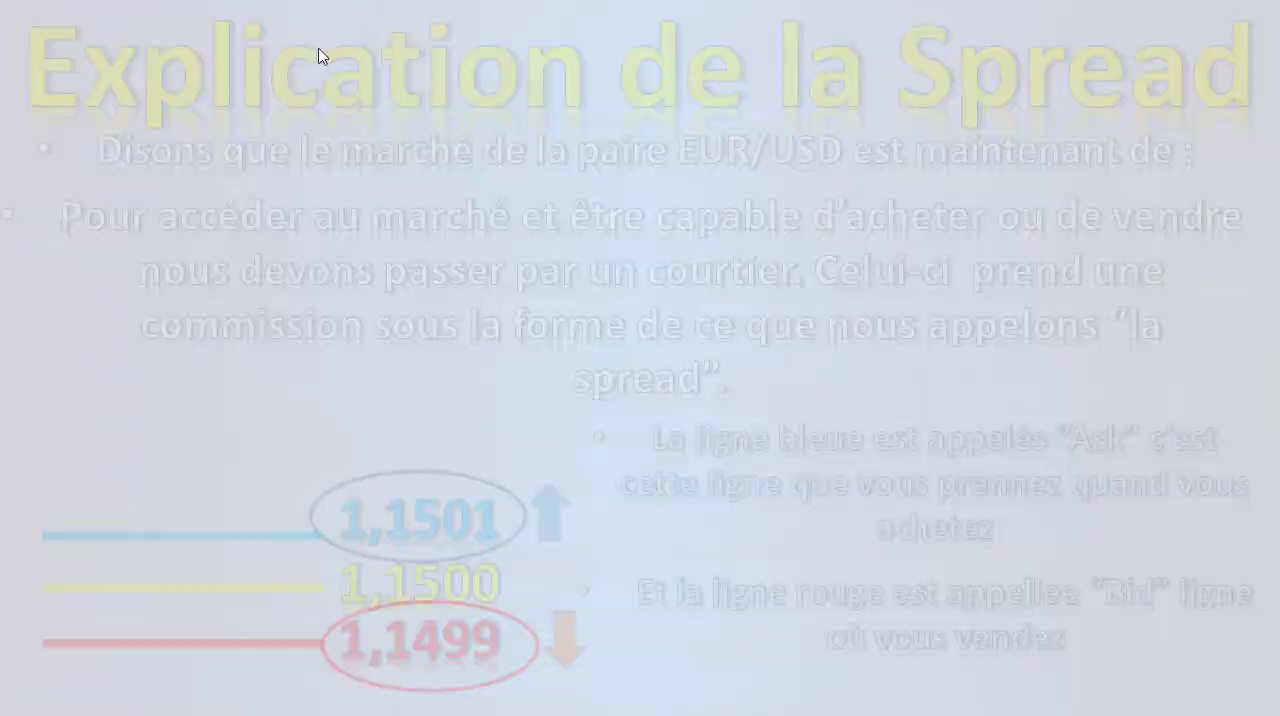 Explication de la Spread
• Disons que le marché de la paire EUR/USD est maintenant de :
• Pour accéder au marché et être capable d'acheter ou de vendre
nous devons passer par un courtier. Celui-ci prend une
commission sous la forme de ce que nous appelons "la
spread".
• La ligne bleue est appelés "Ask" c'est
cette ligne que vous prennez quand vous
achetez
1,1501
1,1500
• Et la ligne rouge est appellee "Bid" ligne
où vous vendez
1,1499